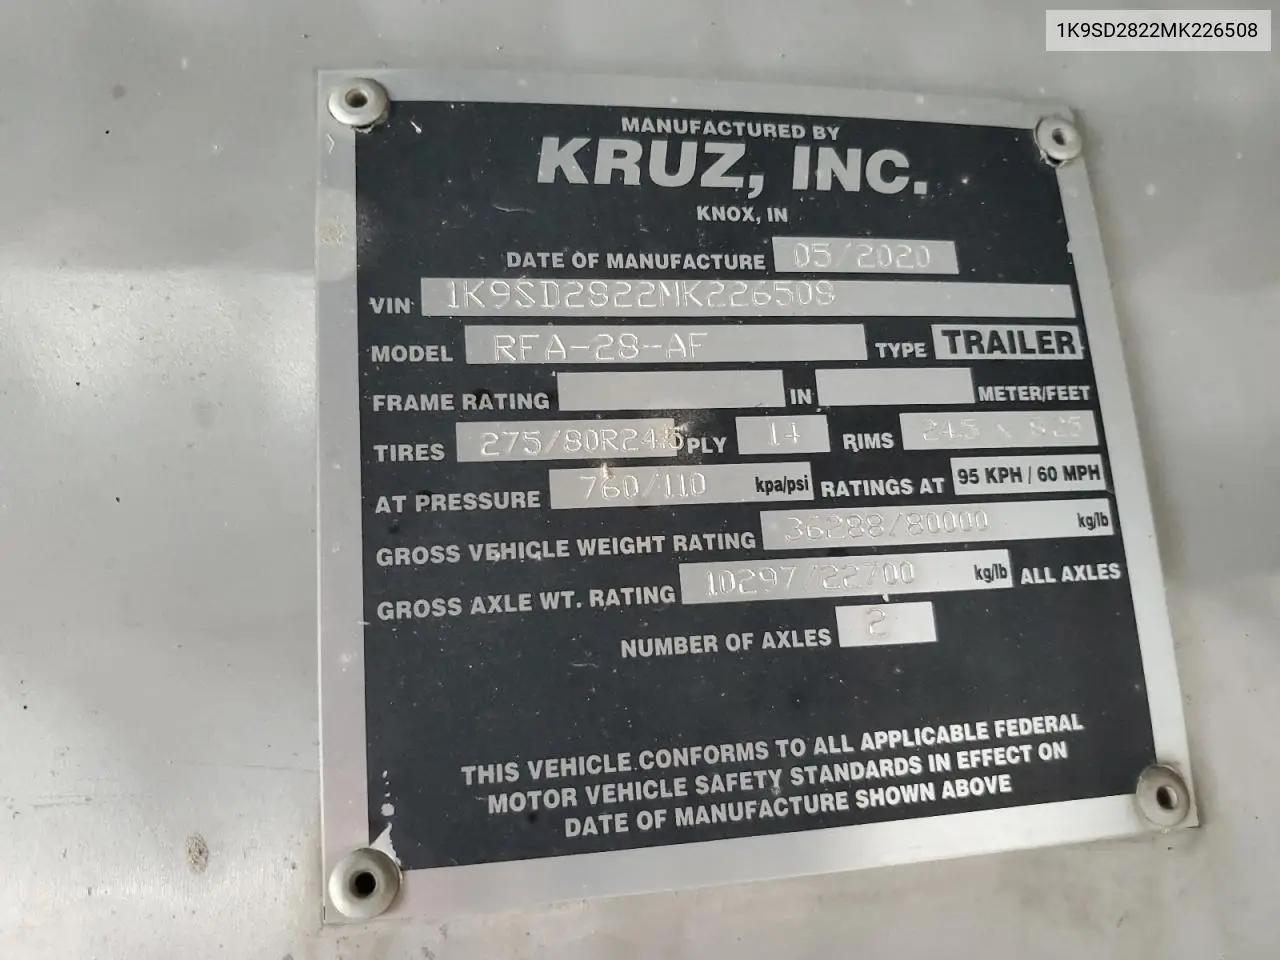 1K9SD2822MK226508
MANUFACTURED BY
KRUZ, INC.
KNOX, IN
DATE OF MANUFACTURE 05/2020
VIN 1K9SD2822MK226508
MODEL RFA-28-AF TYPE TRAILER
FRAME RATING IN METER/FEET
TIRES 275/80R24.5 PLY 14 RIMS 24.5 X 8.25
AT PRESSURE 760/110 kpa/psi RATINGS AT 95 KPH / 60 MPH
GROSS VEHICLE WEIGHT RATING 36288/80000 kg/lb
GROSS AXLE WT. RATING 10297/22700 kg/lb ALL AXLES
NUMBER OF AXLES 2
THIS VEHICLE CONFORMS TO ALL APPLICABLE FEDERAL
MOTOR VEHICLE SAFETY STANDARDS IN EFFECT ON
DATE OF MANUFACTURE SHOWN ABOVE